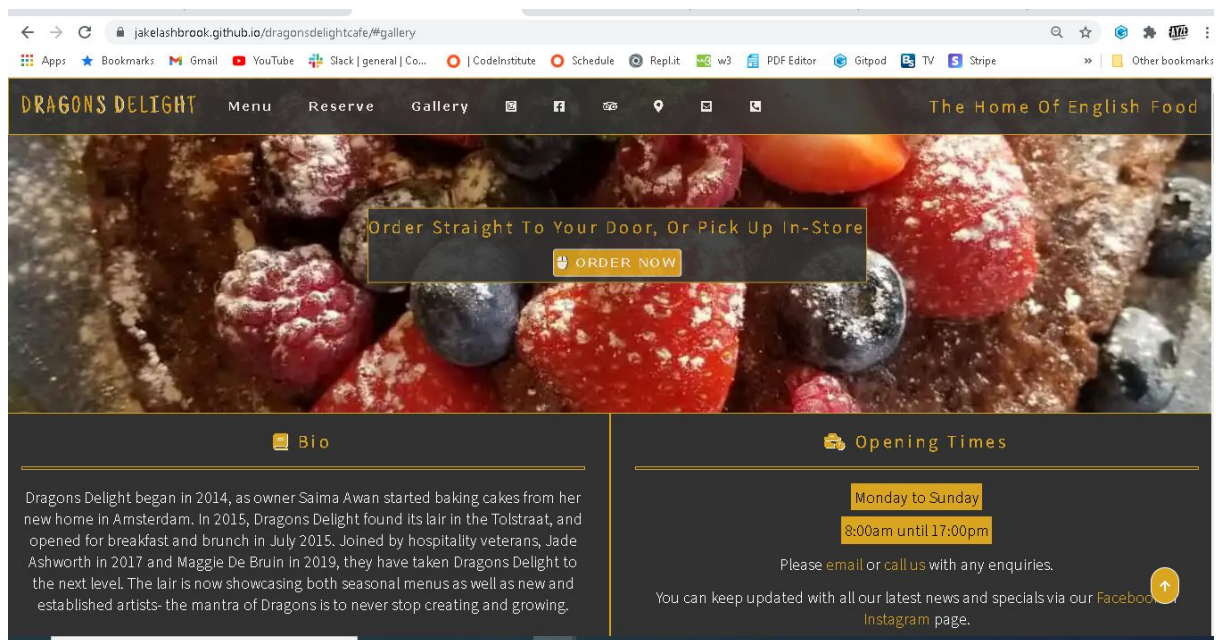 jakelashbrook.github.io/dragonsdelightcafe/#gallery
Apps Bookmarks Gmail YouTube Slack | general | Co... | CodeInstitute Schedule Repl.it w3 PDF Editor Gitpod BS TV S Stripe » Other bookmarks
DRAGONS DELIGHT Menu Reserve Gallery The Home Of English Food
Order Straight To Your Door, Or Pick Up In-Store
ORDER NOW
Bio
Dragons Delight began in 2014, as owner Saima Awan started baking cakes from her
new home in Amsterdam. In 2015, Dragons Delight found its lair in the Tolstraat, and
opened for breakfast and brunch in July 2015. Joined by hospitality veterans, Jade
Ashworth in 2017 and Maggie De Bruin in 2019, they have taken Dragons Delight to
the next level. The lair is now showcasing both seasonal menus as well as new and
established artists- the mantra of Dragons is to never stop creating and growing.
Opening Times
Monday to Sunday
8:00am until 17:00pm
Please email or call us with any enquiries.
You can keep updated with all our latest news and specials via our
Instagram page.